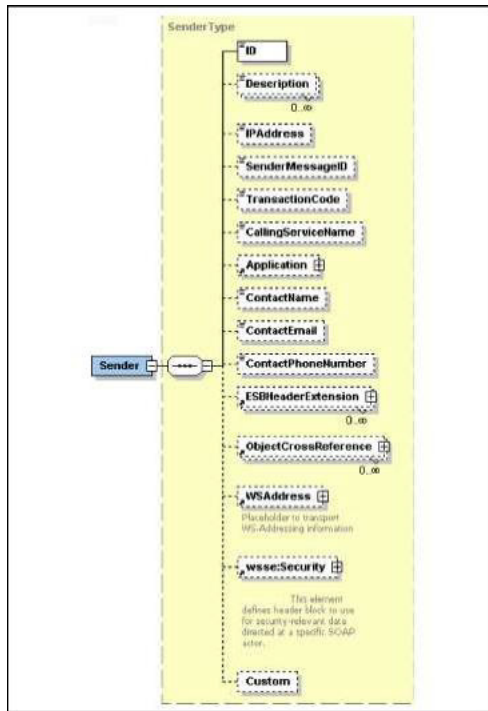 SenderType
ID
Description
0..∞
IPAddress
SenderMessageID
TransactionCode
CallingServiceName
Application
ContactName
ContactEmail
Sender
ContactPhoneNumber
ESBHeaderExtension
0..∞
ObjectCrossReference
0..∞
WSAddress
Placeholder to transport
WS-Addressing information
wsse:Security
This element
defines header block to use
for security-relevant data
directed at a specific SOAP
actor.
Custom